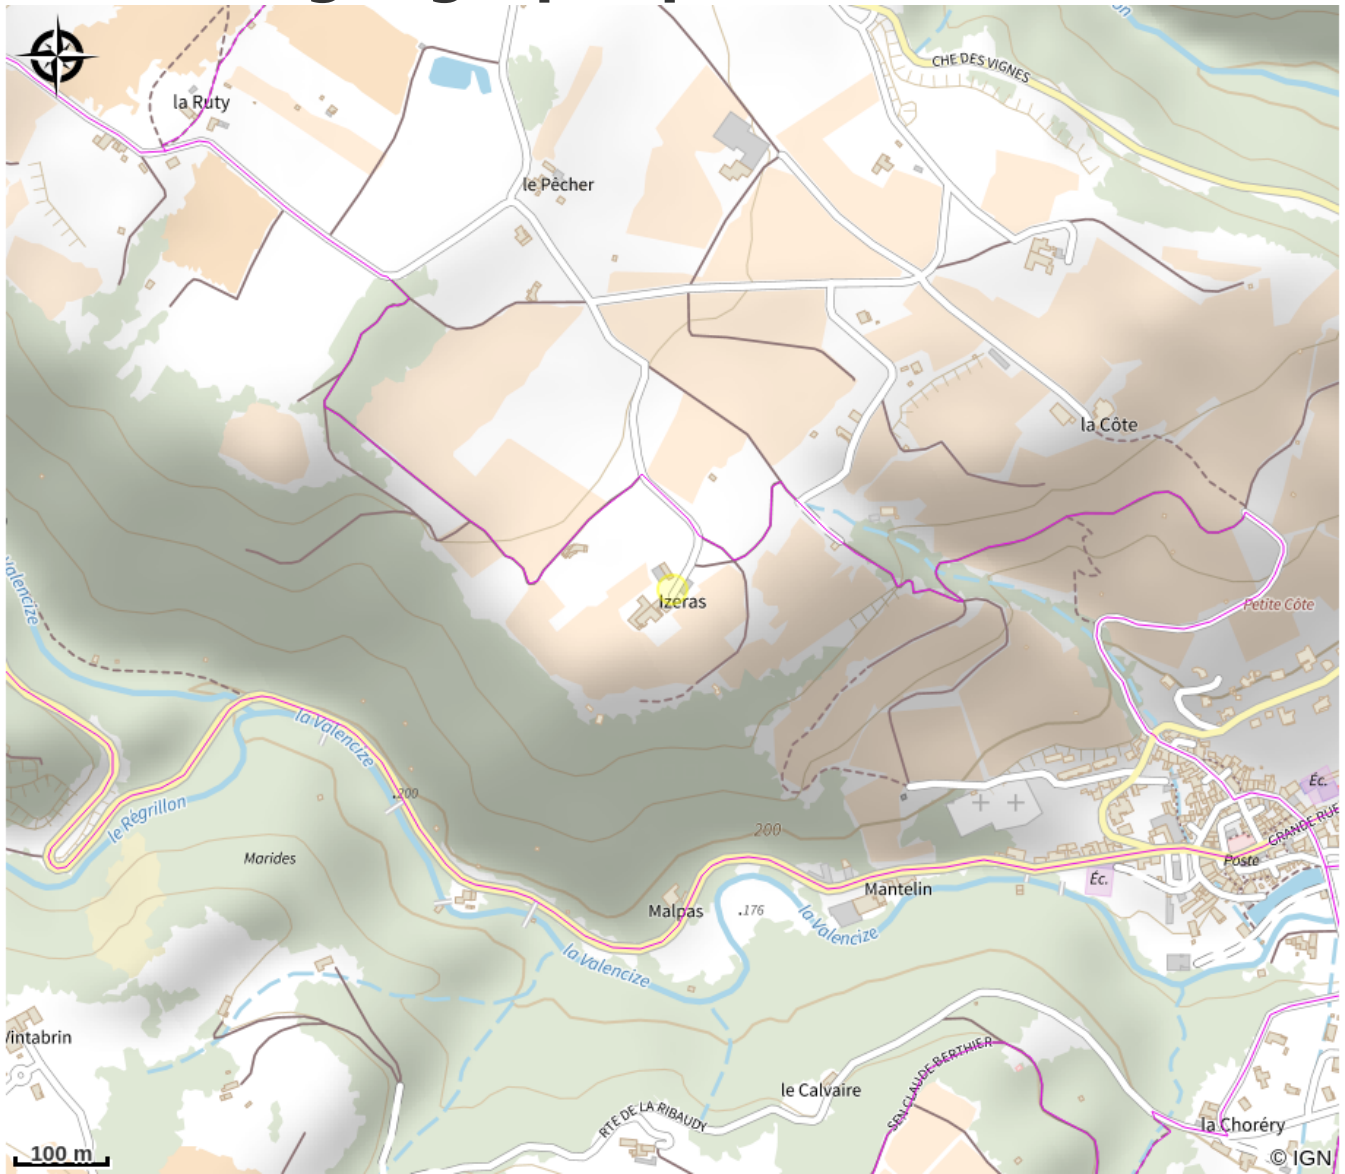 CHE DES VIGNES
la Ruty
le Pêcher
la Côte
Valencize
Izeras
Petite Côte
la Valencize
200
le Régrillon
Éc.
GRANDE RUE
200
Marides
Poste
Éc.
Mantelin
Malpas
.176
la Valencize
la Valencize
Vintabrin
SEN CLAUDE BERTHIER
le Calvaire
RTE DE LA RIBAUDY
la Choréry
100 m
© IGN